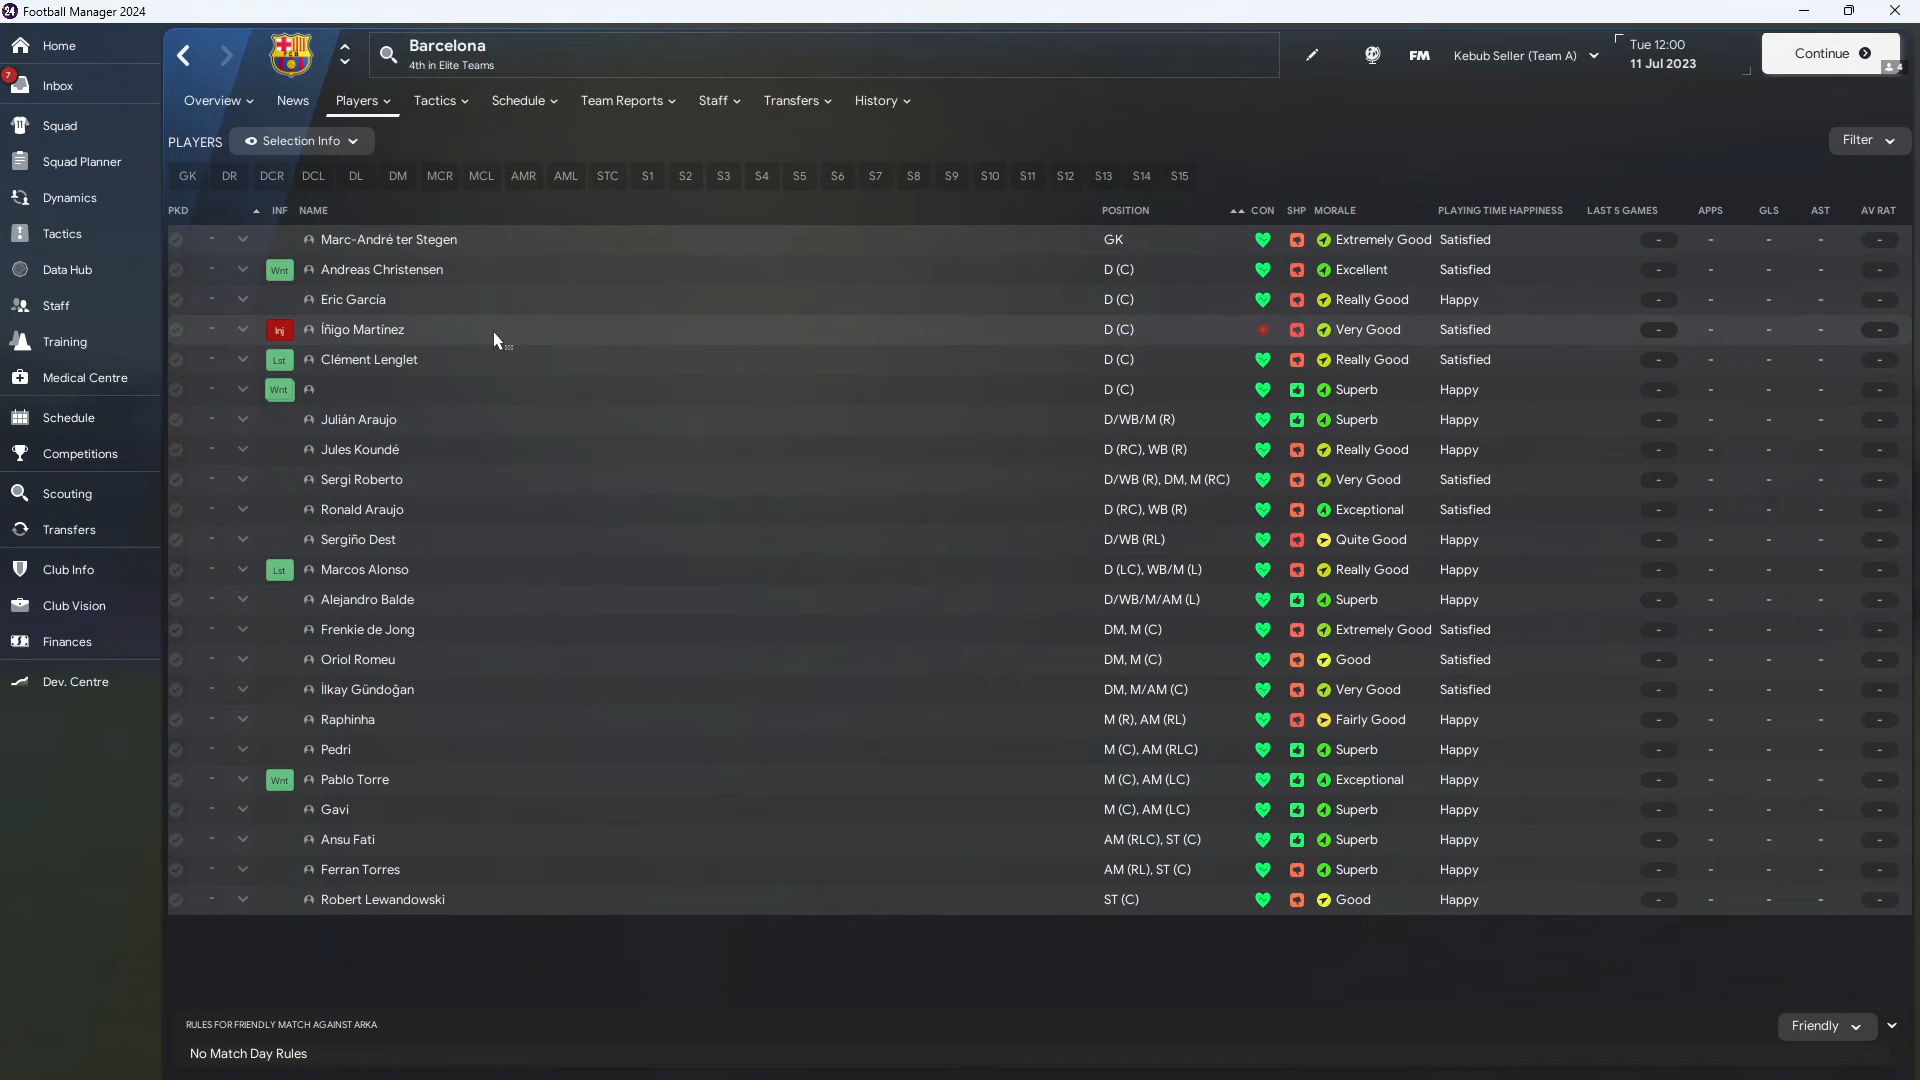 24 Football Manager 2024
Home
7
Inbox
Squad
Squad Planner
Dynamics
Tactics
Data Hub
Staff
Training
Medical Centre
Schedule
Competitions
Scouting
Transfers
Club Info
Club Vision
Finances
Dev. Centre
Barcelona
4th in Elite Teams
FM
Kebub Seller (Team A)
Tue 12:00
11 Jul 2023
Continue
4
Overview News Players Tactics Schedule Team Reports Staff Transfers History
PLAYERS Selection Info Filter
GK DR DCR DCL DL DM MCR MCL AMR AML STC S1 S2 S3 S4 S5 S6 S7 S8 S9 S10 S11 S12 S13 S14 S15
PKD INF NAME POSITION CON SHP MORALE PLAYING TIME HAPPINESS LAST 5 GAMES APPS GLS AST AV RAT
- Marc-André ter Stegen GK Extremely Good Satisfied - - - - -
- Wnt Andreas Christensen D (C) Excellent Satisfied - - - - -
- Eric García D (C) Really Good Happy - - - - -
- Inj Íñigo Martínez D (C) Very Good Satisfied - - - - -
- Lst Clément Lenglet D (C) Really Good Satisfied - - - - -
- Wnt D (C) Superb Happy - - - - -
- Julián Araujo D/WB/M (R) Superb Happy - - - - -
- Jules Koundé D (RC), WB (R) Really Good Happy - - - - -
- Sergi Roberto D/WB (R), DM, M (RC) Very Good Satisfied - - - - -
- Ronald Araujo D (RC), WB (R) Exceptional Satisfied - - - - -
- Sergiño Dest D/WB (RL) Quite Good Happy - - - - -
- Lst Marcos Alonso D (LC), WB/M (L) Really Good Happy - - - - -
- Alejandro Balde D/WB/M/AM (L) Superb Happy - - - - -
- Frenkie de Jong DM, M (C) Extremely Good Satisfied - - - - -
- Oriol Romeu DM, M (C) Good Satisfied - - - - -
- İlkay Gündoğan DM, M/AM (C) Very Good Satisfied - - - - -
- Raphinha M (R), AM (RL) Fairly Good Happy - - - - -
- Pedri M (C), AM (RLC) Superb Happy - - - - -
- Wnt Pablo Torre M (C), AM (LC) Exceptional Happy - - - - -
- Gavi M (C), AM (LC) Superb Happy - - - - -
- Ansu Fati AM (RLC), ST (C) Superb Happy - - - - -
- Ferran Torres AM (RL), ST (C) Superb Happy - - - - -
- Robert Lewandowski ST (C) Good Happy - - - - -
RULES FOR FRIENDLY MATCH AGAINST ARKA
Friendly
No Match Day Rules